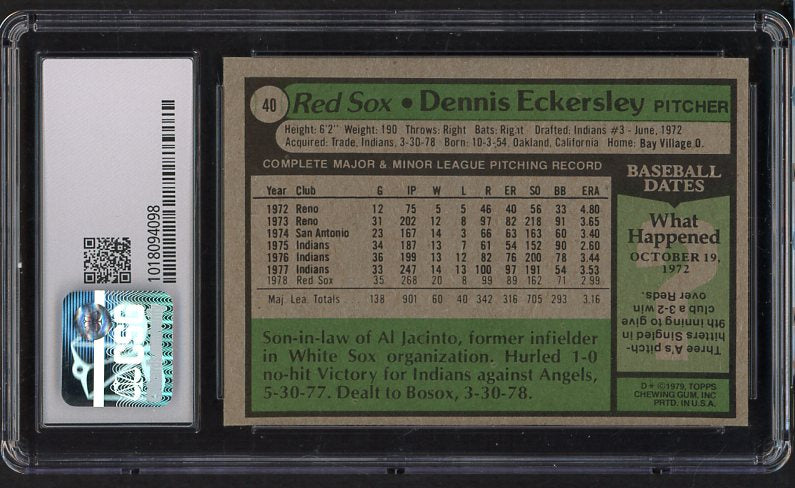 40 Red Sox • Dennis Eckersley PITCHER
Height: 6'2" Weight: 190 Throws: Right Bats: Right Drafted: Indians #3 - June, 1972
Acquired: Trade, Indians, 3-30-78 Born: 10-3-54, Oakland, California Home: Bay Village O.
COMPLETE MAJOR & MINOR LEAGUE PITCHING RECORD
Year Club G IP W L R ER SO BB ERA
1972 Reno 12 75 5 5 46 40 56 33 4.80
1973 Reno 31 202 12 8 97 82 218 91 3.65
1974 San Antonio 23 167 14 3 66 63 163 60 3.40
1975 Indians 34 187 13 7 61 54 152 90 2.60
1976 Indians 36 199 13 12 82 76 200 78 3.44
1977 Indians 33 247 14 13 100 97 191 54 3.53
1978 Red Sox 35 268 20 8 99 89 162 71 2.99
Maj. Lea. Totals . . . . 138 901 60 40 342 316 705 293 3.16
Son-in-law of Al Jacinto, former infielder
in White Sox organization. Hurled 1-0
no-hit Victory for Indians against Angels,
5-30-77. Dealt to Bosox, 3-30-78.
BASEBALL
DATES
What
Happened
OCTOBER 19,
1972
?
Three A's pitch-
hitters Singled in
9th inning to give
club a 3-2 win
over Reds.
D★ ©1979, TOPPS
CHEWING GUM, INC
PRTD. IN U.S.A.
1018094098
CSG